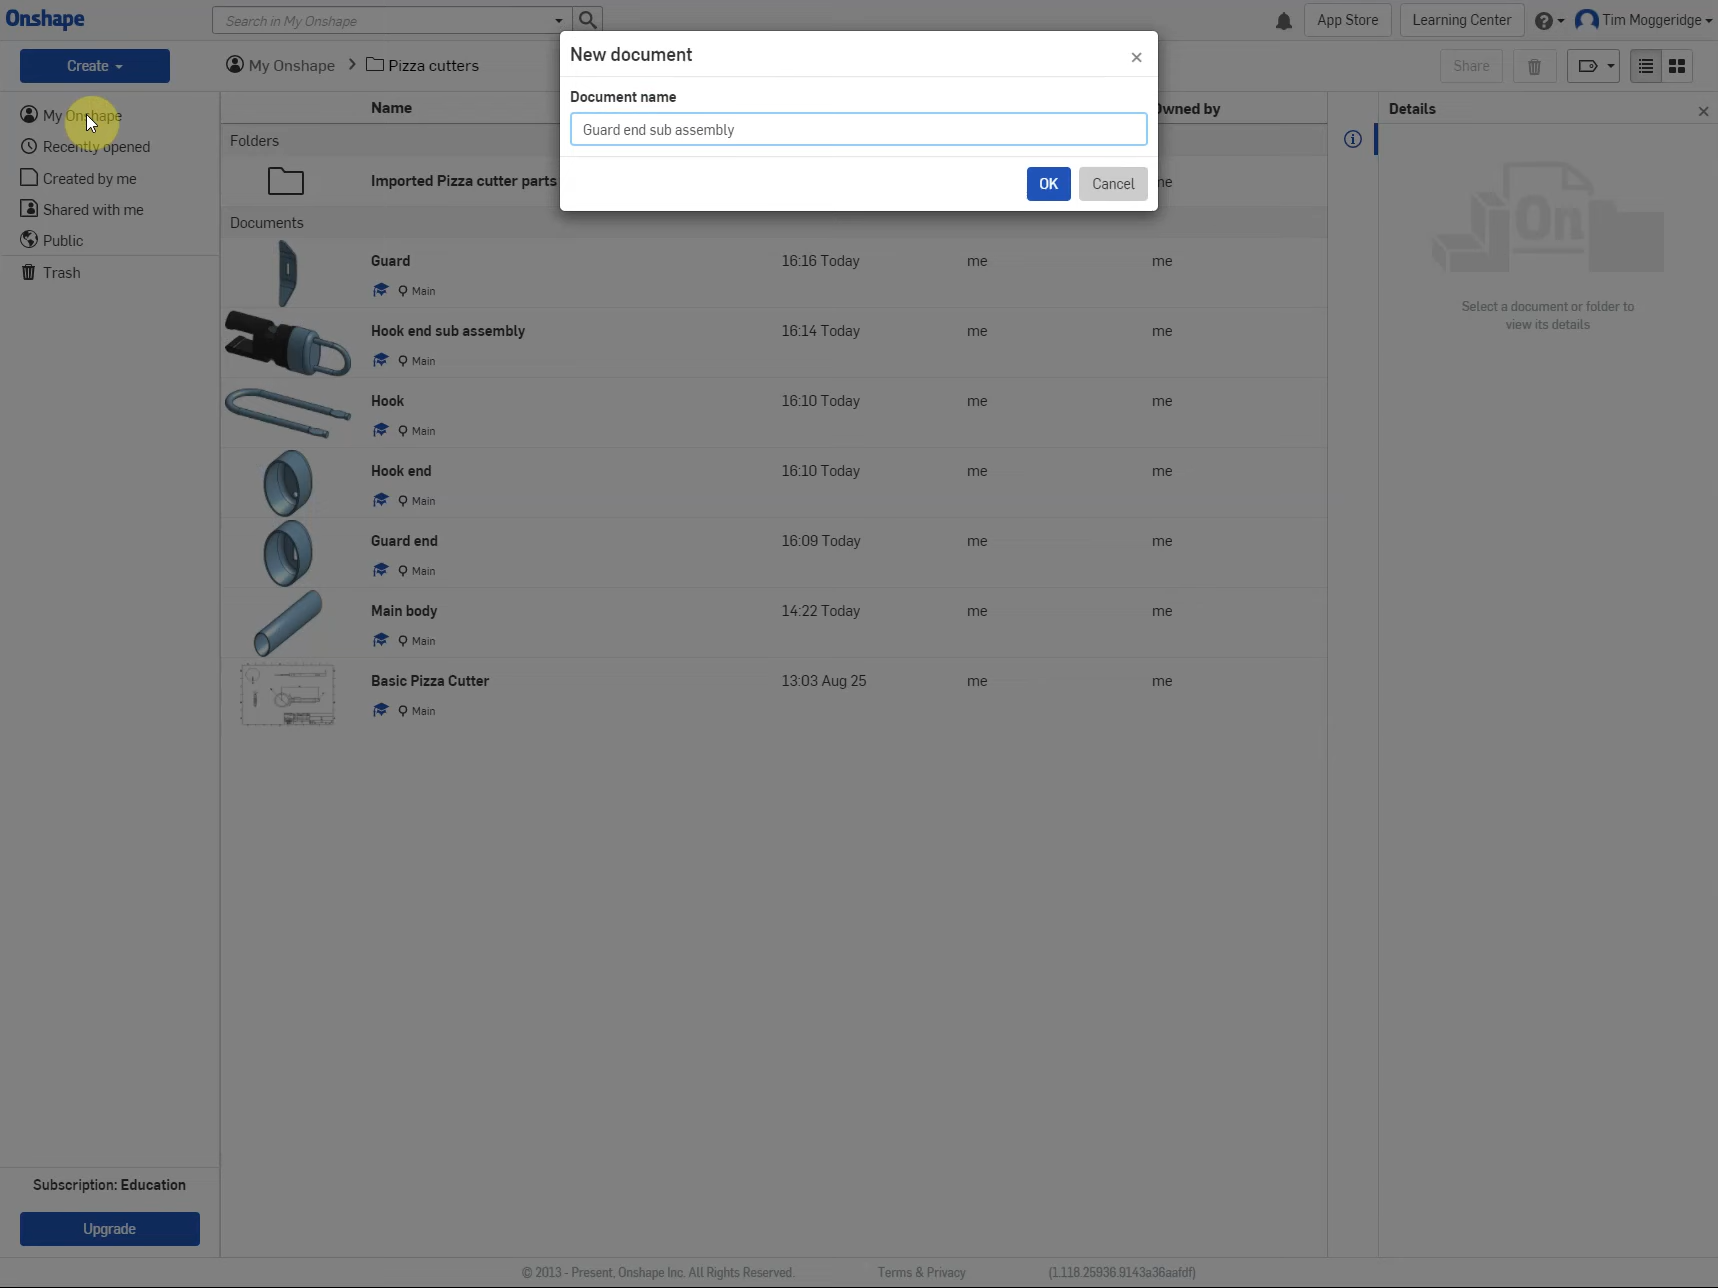 Onshape
Search in My Onshape
App Store
Learning Center
Tim Moggeridge
Create
My Onshape
Pizza cutters
Share
New document
Document name
Guard end sub assembly
OK
Cancel
My Onshape
Recently opened
Created by me
Shared with me
Public
Trash
Name
wned by
Details
Folders
Imported Pizza cutter parts
me
Documents
Guard
16:16 Today
me
me
Main
Hook end sub assembly
16:14 Today
me
me
Main
Hook
16:10 Today
me
me
Main
Hook end
16:10 Today
me
me
Main
Guard end
16:09 Today
me
me
Main
Main body
14:22 Today
me
me
Main
Basic Pizza Cutter
13:03 Aug 25
me
me
Main
On
Select a document or folder to
view its details
Subscription: Education
Upgrade
© 2013 - Present, Onshape Inc. All Rights Reserved.
Terms & Privacy
(1.118.25936.9143a36aafdf)